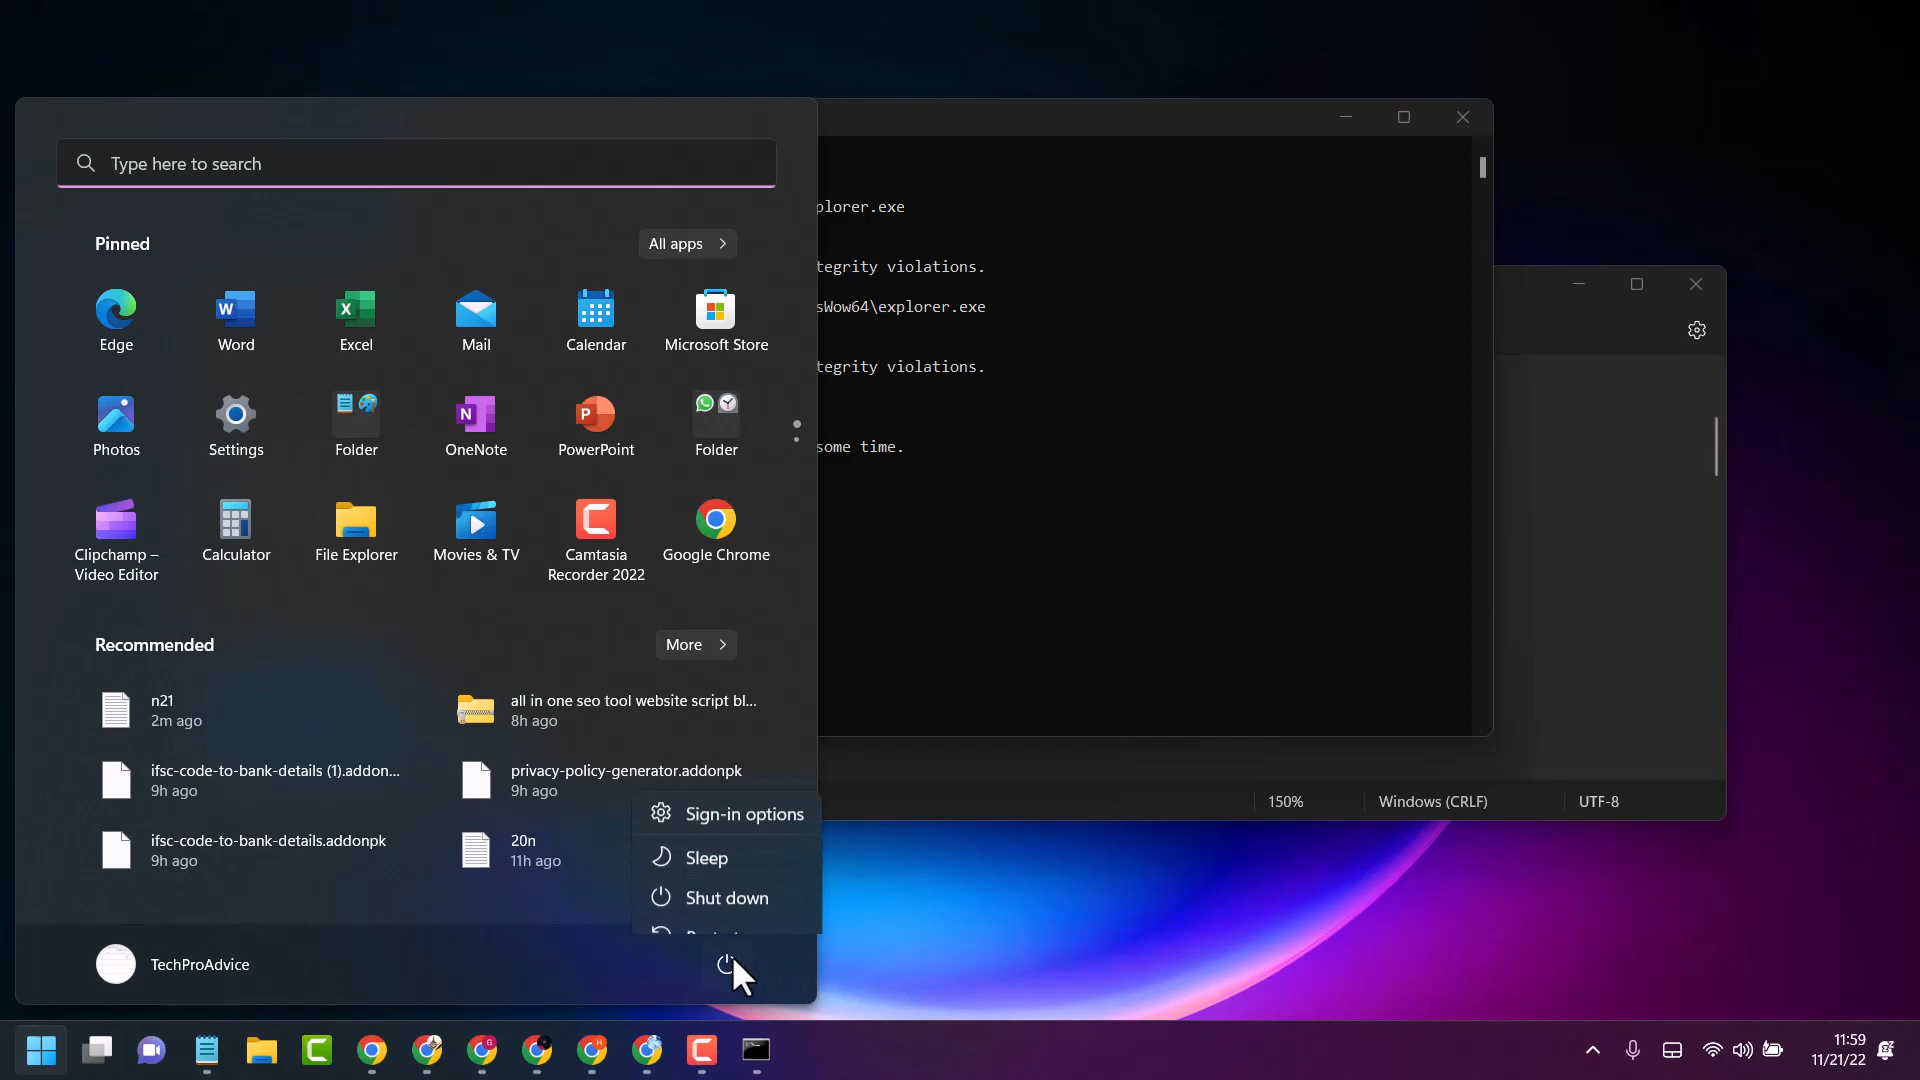 Type here to search
Pinned
All apps
Edge
Word
Excel
Mail
Calendar
Microsoft Store
Photos
Settings
Folder
OneNote
PowerPoint
Folder
Clipchamp –
Video Editor
Calculator
File Explorer
Movies & TV
Camtasia
Recorder 2022
Google Chrome
Recommended
More
n21
2m ago
all in one seo tool website script bl...
8h ago
ifsc-code-to-bank-details (1).addon...
9h ago
privacy-policy-generator.addonpk
9h ago
ifsc-code-to-bank-details.addonpk
9h ago
20n
11h ago
Sign-in options
Sleep
Shut down
TechProAdvice
plorer.exe
tegrity violations.
sWow64\explorer.exe
tegrity violations.
some time.
150%
Windows (CRLF)
UTF-8
11:59
11/21/22